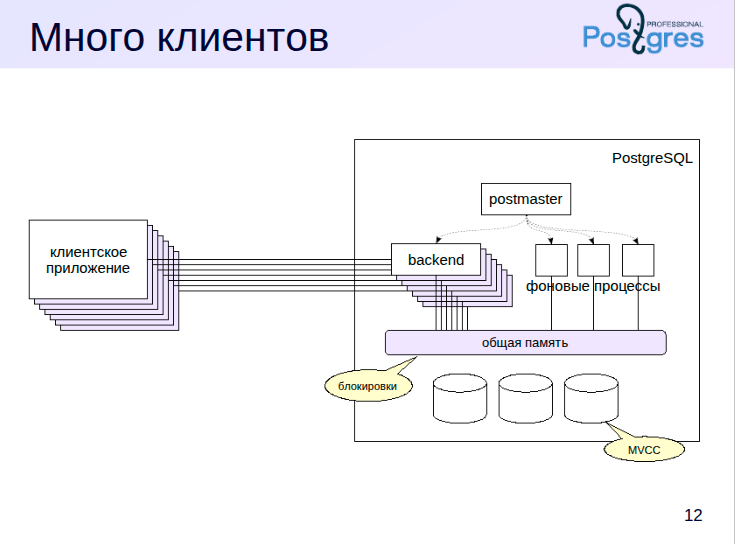 Много клиентов
PROFESSIONAL
Postgres
PostgreSQL
postmaster
клиентское
приложение
backend
фоновые процессы
общая память
блокировки
MVCC
12